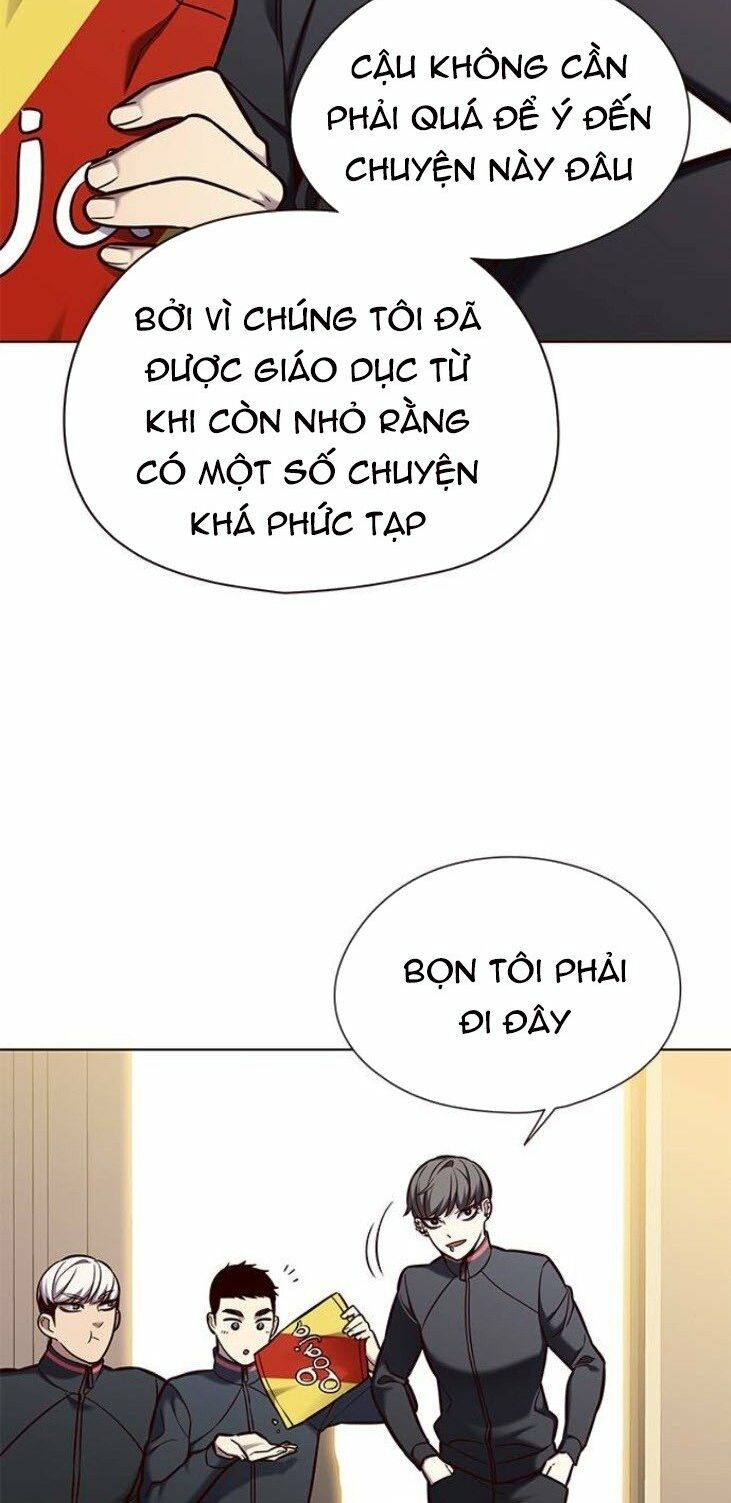 CẬU KHÔNG CẦN
PHẢI QUÁ ĐỂ Ý ĐẾN
CHUYỆN NÀY ĐÂU
BỞI VÌ CHÚNG TÔI ĐÃ
ĐƯỢC GIÁO DỤC TỪ
KHI CÒN NHỎ RẰNG
CÓ MỘT SỐ CHUYỆN
KHÁ PHỨC TẠP
BỌN TÔI PHẢI
ĐI ĐÂY